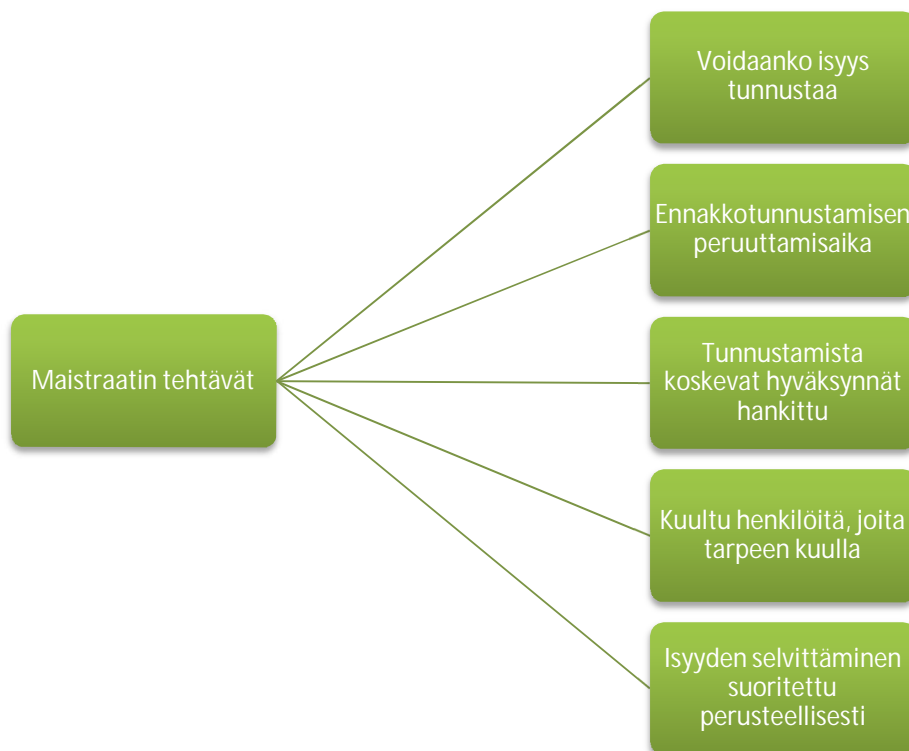 Voidaanko isyys
tunnustaa
Ennakkotunnustamisen
peruuttamisaika
Maistraatin tehtävät
Tunnustamista
koskevat hyväksynnät
hankittu
Kuultu henkilöitä, joita
tarpeen kuulla
Isyyden selvittäminen
suoritettu
perusteellisesti